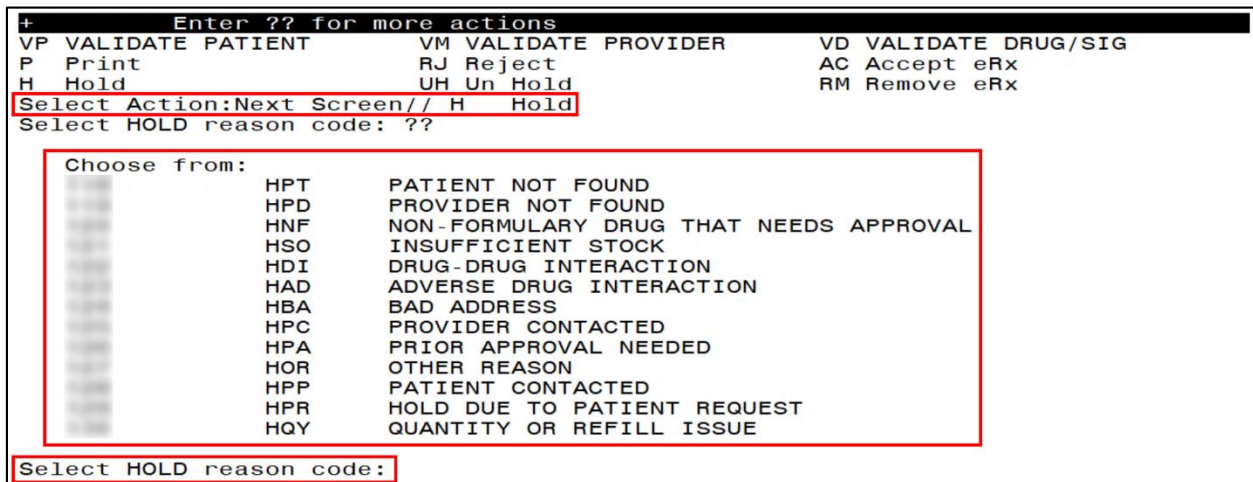 + Enter ?? for more actions
VP VALIDATE PATIENT VM VALIDATE PROVIDER VD VALIDATE DRUG/SIG
P Print RJ Reject AC Accept eRx
H Hold UH Un Hold RM Remove eRx
Select Action:Next Screen// H Hold
Select HOLD reason code: ??
Choose from:
HPT PATIENT NOT FOUND
HPD PROVIDER NOT FOUND
HNF NON-FORMULARY DRUG THAT NEEDS APPROVAL
HSO INSUFFICIENT STOCK
HDI DRUG-DRUG INTERACTION
HAD ADVERSE DRUG INTERACTION
HBA BAD ADDRESS
HPC PROVIDER CONTACTED
HPA PRIOR APPROVAL NEEDED
HOR OTHER REASON
HPP PATIENT CONTACTED
HPR HOLD DUE TO PATIENT REQUEST
HQY QUANTITY OR REFILL ISSUE
Select HOLD reason code: